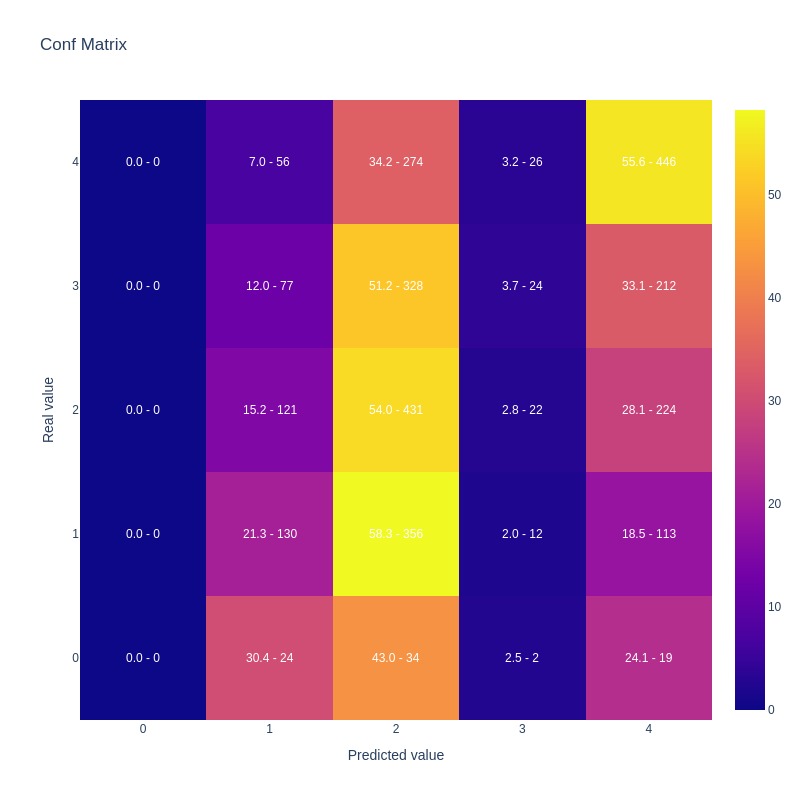 Conf Matrix
4 0.0 - 0 7.0 - 56 34.2 - 274 3.2 - 26 55.6 - 446
3 0.0 - 0 12.0 - 77 51.2 - 328 3.7 - 24 33.1 - 212
2 0.0 - 0 15.2 - 121 54.0 - 431 2.8 - 22 28.1 - 224
1 0.0 - 0 21.3 - 130 58.3 - 356 2.0 - 12 18.5 - 113
0 0.0 - 0 30.4 - 24 43.0 - 34 2.5 - 2 24.1 - 19
0 1 2 3 4
Predicted value
Real value
50
40
30
20
10
0